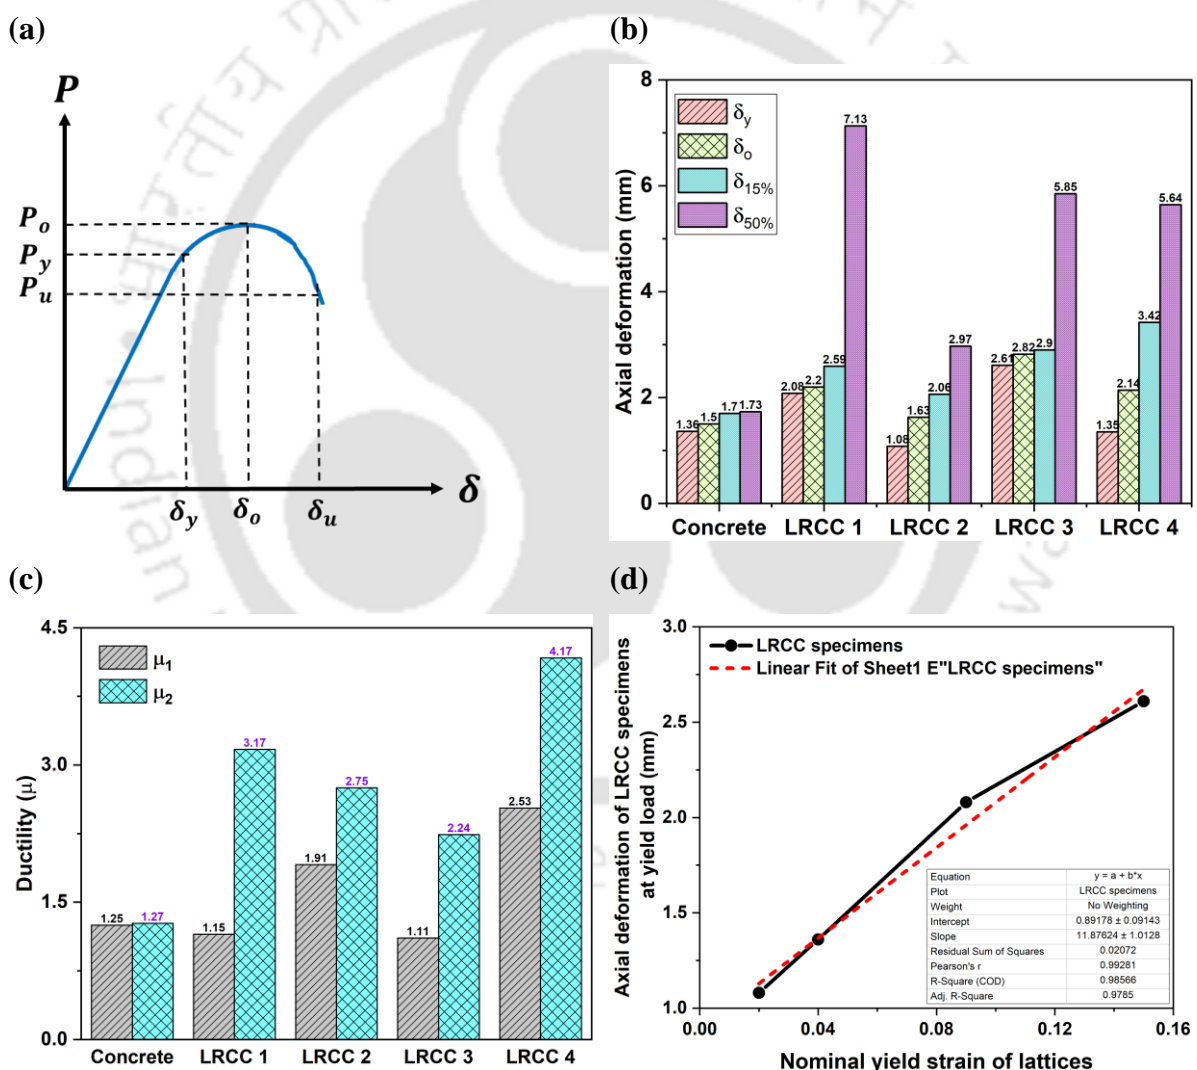 (a)
P
P_o
P_y
P_u
δ_y δ_o δ_u
δ
(b)
Axial deformation (mm)
8
6
4
2
0
δ_y
δ_o
δ_15%
δ_50%
1.36 1.5 1.7 1.73
2.08 2.2 2.59 7.13
1.08 1.63 2.06 2.97
2.61 2.82 2.9 5.85
1.35 2.14 3.42 5.64
Concrete LRCC 1 LRCC 2 LRCC 3 LRCC 4
(c)
Ductility (μ)
4.5
3.0
1.5
0.0
μ_1
μ_2
1.25 1.27
1.15 3.17
1.91 2.75
1.11 2.24
2.53 4.17
Concrete LRCC 1 LRCC 2 LRCC 3 LRCC 4
(d)
Axial deformation of LRCC specimens
at yield load (mm)
3.0
2.5
2.0
1.5
1.0
LRCC specimens
Linear Fit of Sheet1 E"LRCC specimens"
Equation y = a + b*x
Plot LRCC specimens
Weight No Weighting
Intercept 0.89178 ± 0.09143
Slope 11.87624 ± 1.0128
Residual Sum of Squares 0.02072
Pearson's r 0.99281
R-Square (COD) 0.98566
Adj. R-Square 0.9785
0.00 0.04 0.08 0.12 0.16
Nominal yield strain of lattices
Indian